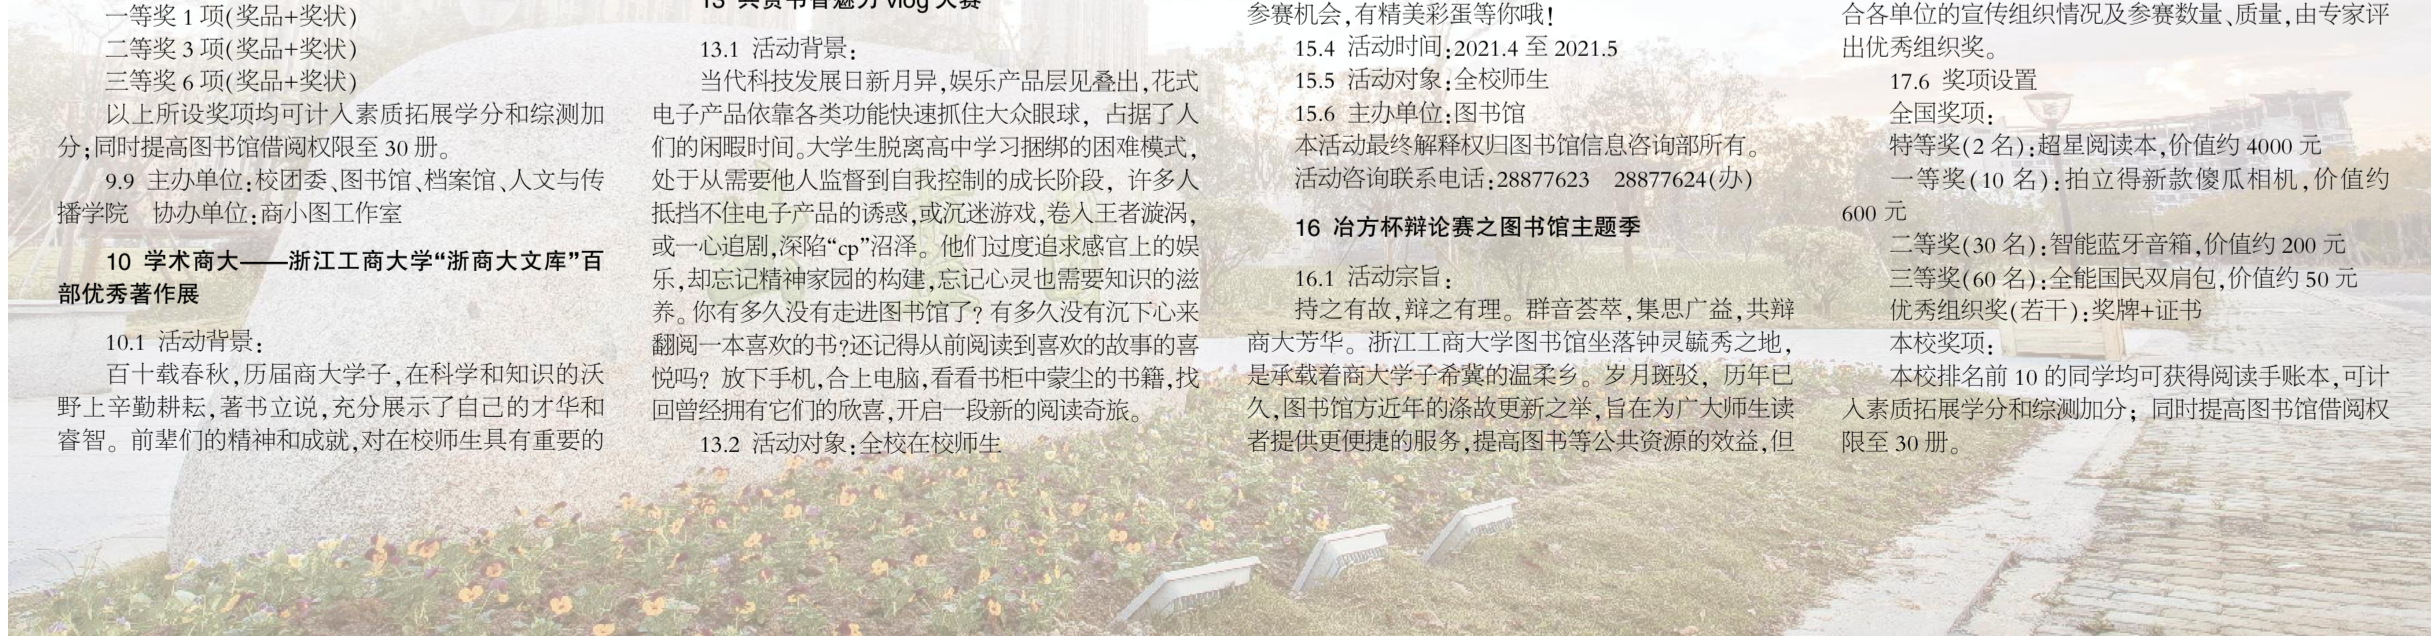 一等奖 1 项(奖品+奖状)
二等奖 3 项(奖品+奖状)
三等奖 6 项(奖品+奖状)
以上所设奖项均可计入素质拓展学分和综测加
分;同时提高图书馆借阅权限至 30 册。
9.9 主办单位:校团委、图书馆、档案馆、人文与传
播学院 协办单位:商小图工作室
10 学术商大——浙江工商大学“浙商大文库”百
部优秀著作展
10.1 活动背景:
百十载春秋,历届商大学子,在科学和知识的沃
野上辛勤耕耘,著书立说,充分展示了自己的才华和
睿智。前辈们的精神和成就,对在校师生具有重要的
13 共赏书香魅力 vlog 大赛
13.1 活动背景:
当代科技发展日新月异,娱乐产品层见叠出,花式
电子产品依靠各类功能快速抓住大众眼球,占据了人
们的闲暇时间。大学生脱离高中学习捆绑的困难模式,
处于从需要他人监督到自我控制的成长阶段,许多人
抵挡不住电子产品的诱惑,或沉迷游戏,卷入王者漩涡,
或一心追剧,深陷“cp”沼泽。他们过度追求感官上的娱
乐,却忘记精神家园的构建,忘记心灵也需要知识的滋
养。你有多久没有走进图书馆了?有多久没有沉下心来
翻阅一本喜欢的书?还记得从前阅读到喜欢的故事的喜
悦吗?放下手机,合上电脑,看看书柜中蒙尘的书籍,找
回曾经拥有它们的欣喜,开启一段新的阅读奇旅。
13.2 活动对象:全校在校师生
参赛机会,有精美彩蛋等你哦!
15.4 活动时间:2021.4 至 2021.5
15.5 活动对象:全校师生
15.6 主办单位:图书馆
本活动最终解释权归图书馆信息咨询部所有。
活动咨询联系电话:28877623 28877624(办)
16 冶方杯辩论赛之图书馆主题季
16.1 活动宗旨:
持之有故,辩之有理。群音荟萃,集思广益,共辩
商大芳华。浙江工商大学图书馆坐落钟灵毓秀之地,
是承载着商大学子希冀的温柔乡。岁月斑驳,历年已
久,图书馆方近年的涤故更新之举,旨在为广大师生读
者提供更便捷的服务,提高图书等公共资源的效益,但
合各单位的宣传组织情况及参赛数量、质量,由专家评
出优秀组织奖。
17.6 奖项设置
全国奖项:
特等奖(2 名):超星阅读本,价值约 4000 元
一等奖(10 名):拍立得新款傻瓜相机,价值约
600 元
二等奖(30 名):智能蓝牙音箱,价值约 200 元
三等奖(60 名):全能国民双肩包,价值约 50 元
优秀组织奖(若干):奖牌+证书
本校奖项:
本校排名前 10 的同学均可获得阅读手账本,可计
入素质拓展学分和综测加分;同时提高图书馆借阅权
限至 30 册。